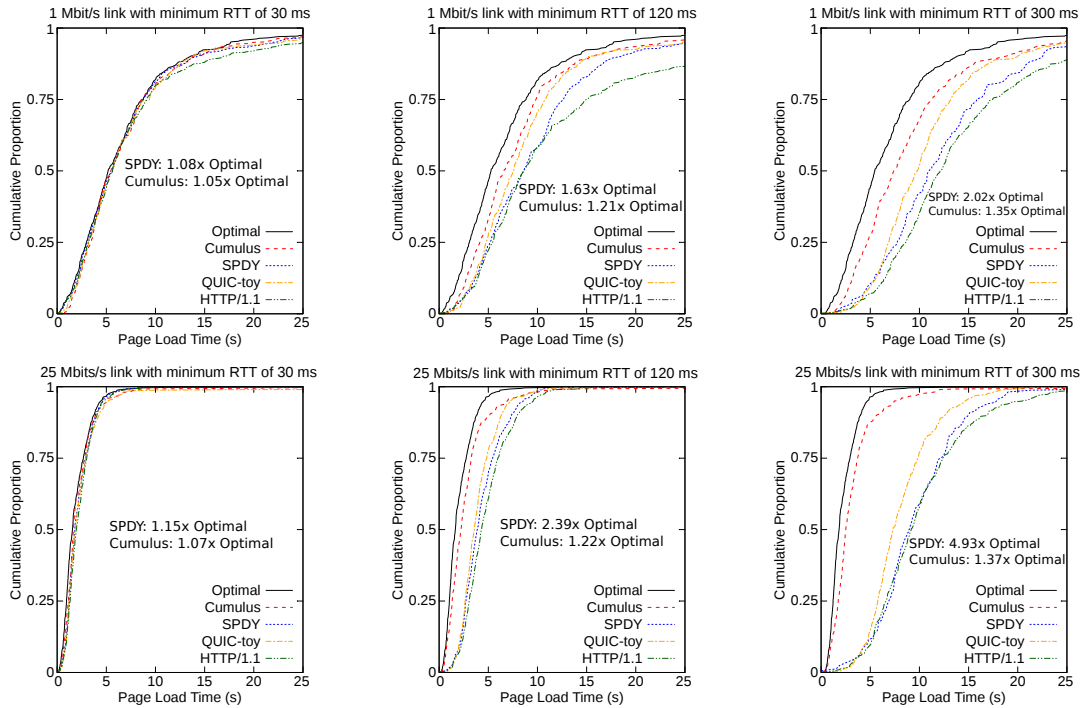 1 Mbit/s link with minimum RTT of 30 ms
1
0.75
0.5
0.25
0
Cumulative Proportion
SPDY: 1.08x Optimal
Cumulus: 1.05x Optimal
Optimal
Cumulus
SPDY
QUIC-toy
HTTP/1.1
0 5 10 15 20 25
Page Load Time (s)
1 Mbit/s link with minimum RTT of 120 ms
1
0.75
0.5
0.25
0
Cumulative Proportion
SPDY: 1.63x Optimal
Cumulus: 1.21x Optimal
Optimal
Cumulus
SPDY
QUIC-toy
HTTP/1.1
0 5 10 15 20 25
Page Load Time (s)
1 Mbit/s link with minimum RTT of 300 ms
1
0.75
0.5
0.25
0
Cumulative Proportion
SPDY: 2.02x Optimal
Cumulus: 1.35x Optimal
Optimal
Cumulus
SPDY
QUIC-toy
HTTP/1.1
0 5 10 15 20 25
Page Load Time (s)
25 Mbits/s link with minimum RTT of 30 ms
1
0.75
0.5
0.25
0
Cumulative Proportion
SPDY: 1.15x Optimal
Cumulus: 1.07x Optimal
Optimal
Cumulus
SPDY
QUIC-toy
HTTP/1.1
0 5 10 15 20 25
Page Load Time (s)
25 Mbits/s link with minimum RTT of 120 ms
1
0.75
0.5
0.25
0
Cumulative Proportion
SPDY: 2.39x Optimal
Cumulus: 1.22x Optimal
Optimal
Cumulus
SPDY
QUIC-toy
HTTP/1.1
0 5 10 15 20 25
Page Load Time (s)
25 Mbits/s link with minimum RTT of 300 ms
1
0.75
0.5
0.25
0
Cumulative Proportion
SPDY: 4.93x Optimal
Cumulus: 1.37x Optimal
Optimal
Cumulus
SPDY
QUIC-toy
HTTP/1.1
0 5 10 15 20 25
Page Load Time (s)